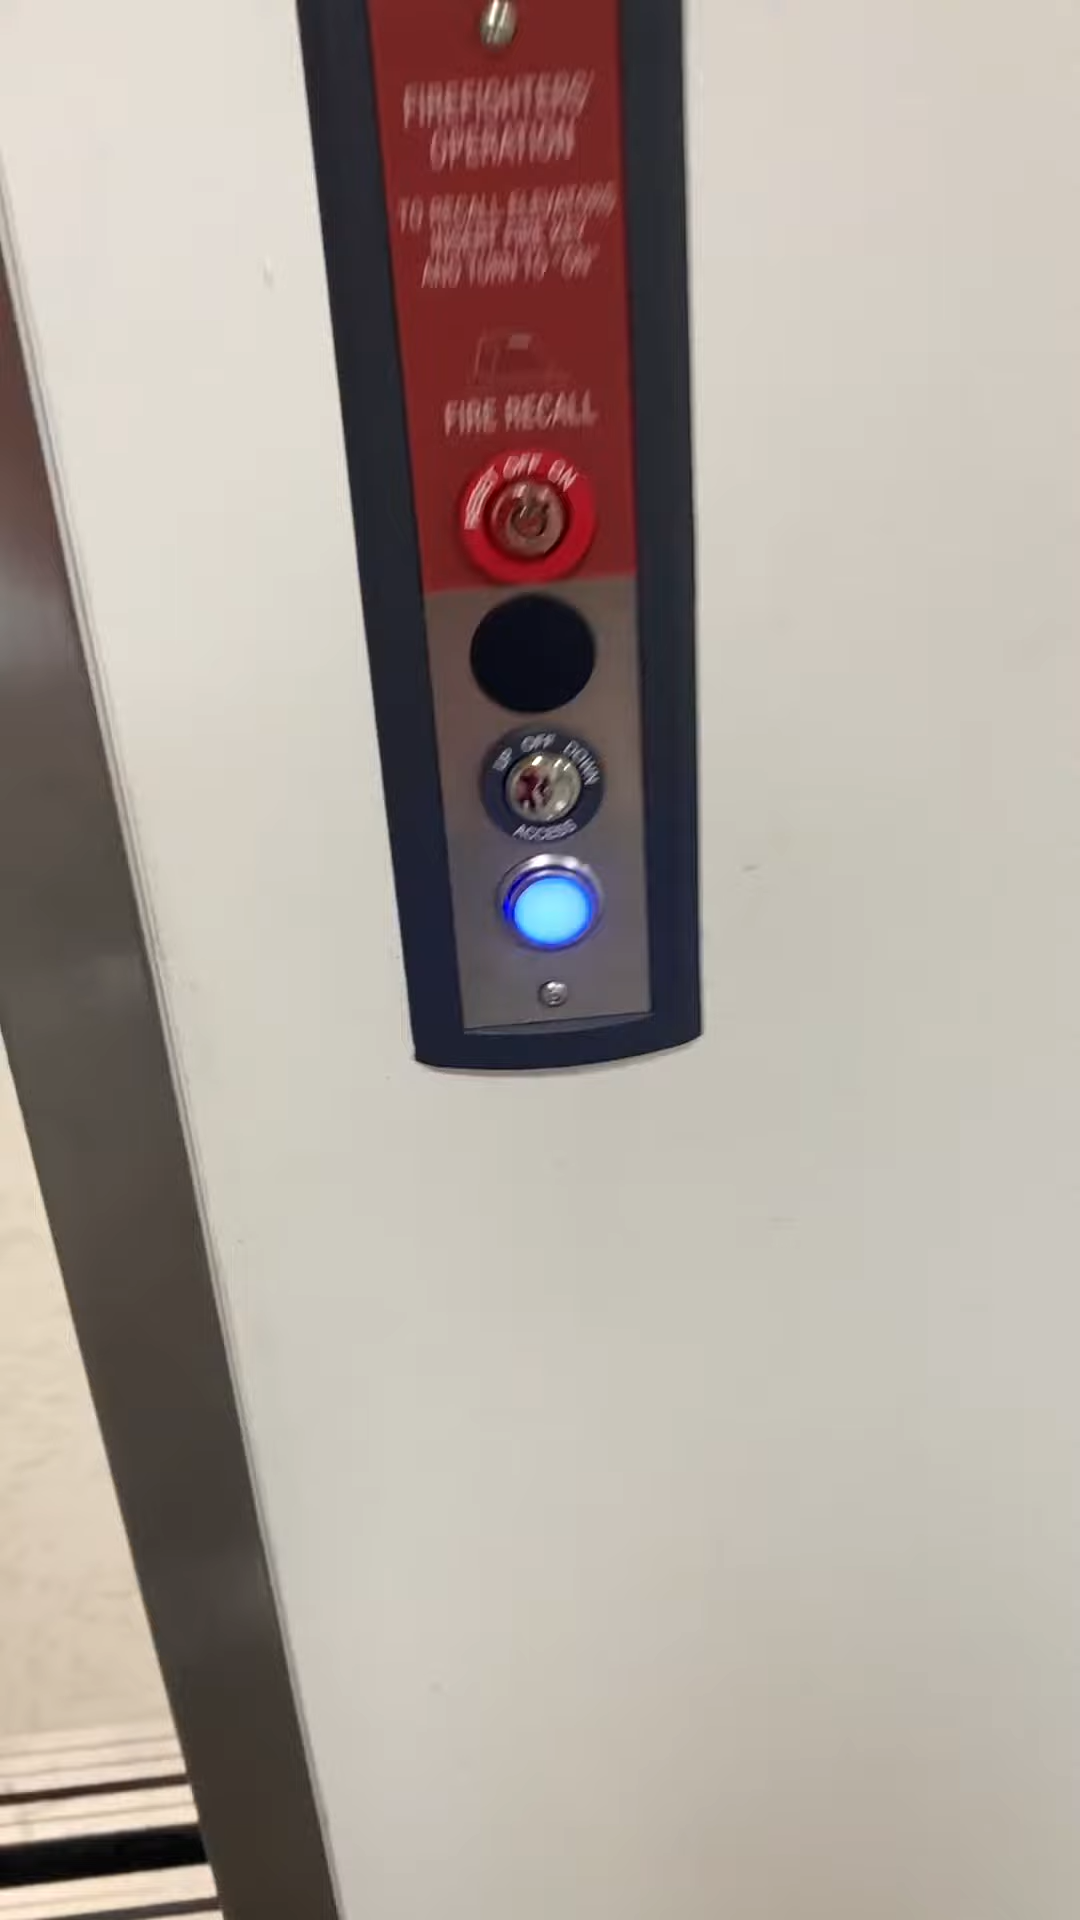 FIREFIGHTERS'
OPERATION
TO RECALL ELEVATORS
INSERT FIRE KEY
AND TURN TO "ON"
FIRE RECALL
RESET OFF ON
UP OFF DOWN
ACCESS